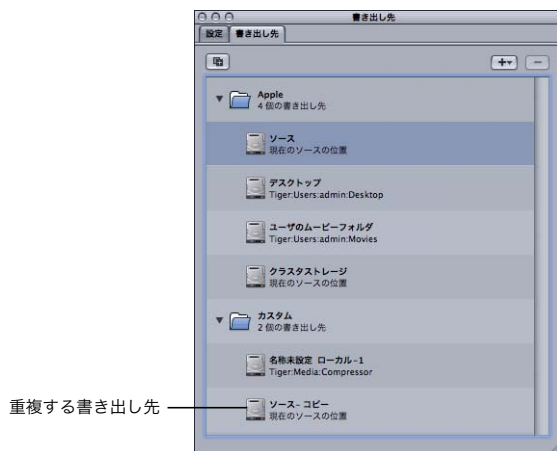 書き出し先
設定 書き出し先
Apple
4 個の書き出し先
ソース
現在のソースの位置
デスクトップ
Tiger:Users:admin:Desktop
ユーザのムービーフォルダ
Tiger:Users:admin:Movies
クラスタストレージ
現在のソースの位置
カスタム
2 個の書き出し先
名称未設定 ローカル-1
Tiger:Media:Compressor
重複する書き出し先
ソース- コピー
現在のソースの位置